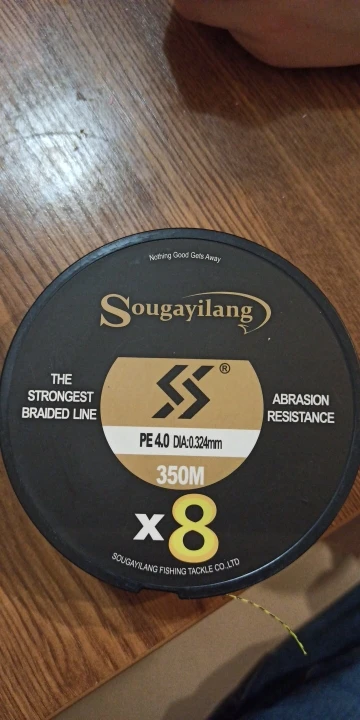 Nothing Good Gets Away
Sougayilang
®
THE
STRONGEST
BRAIDED LINE
ABRASION
RESISTANCE
PE 4.0 DIA:0.324mm
350M
x8
SOUGAYILANG FISHING TACKLE CO.,LTD